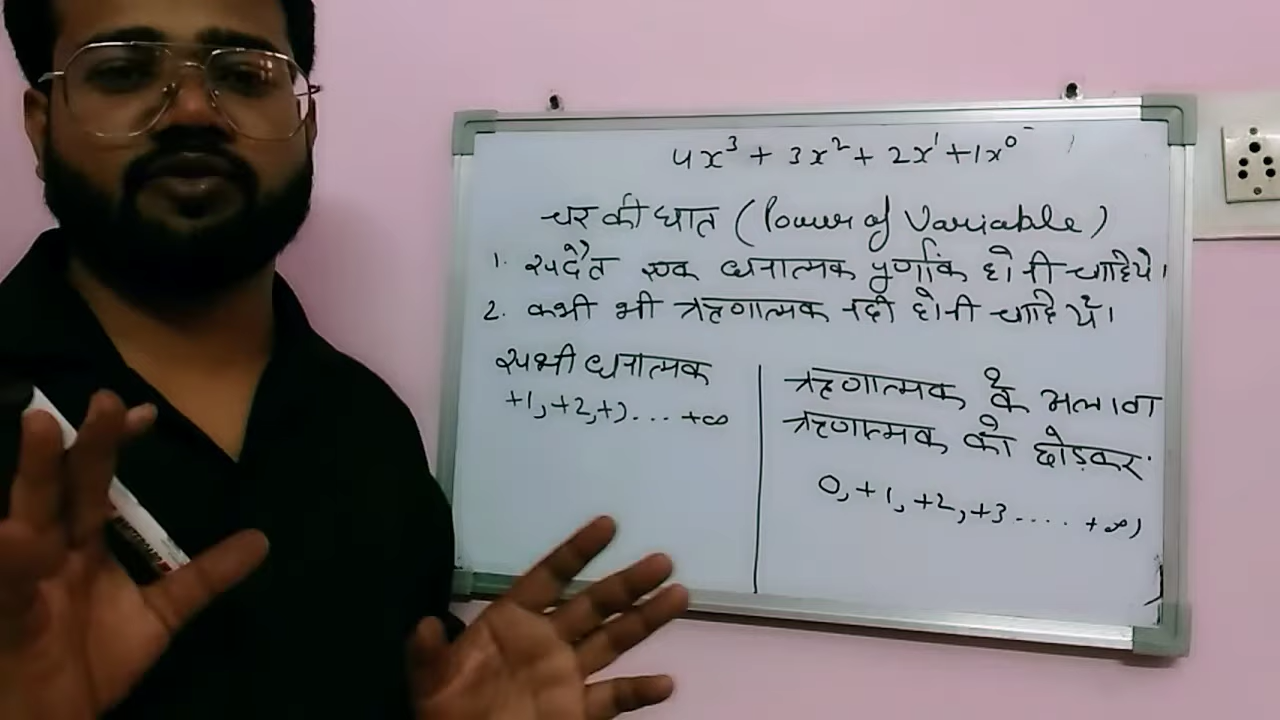 4x³ + 3x² + 2x¹ + 1x⁰
चर की घात (Power of Variable)
1. सदैव एक धनात्मक पुर्णांक होनी चाहिये।
2. कभी भी ऋणात्मक नही होनी चाहिये।
सभी धनात्मक
+1, +2, +3 ... +∞
ऋणात्मक के अलावा
ऋणात्मक को छोड़कर
0, +1, +2, +3 .... +∞